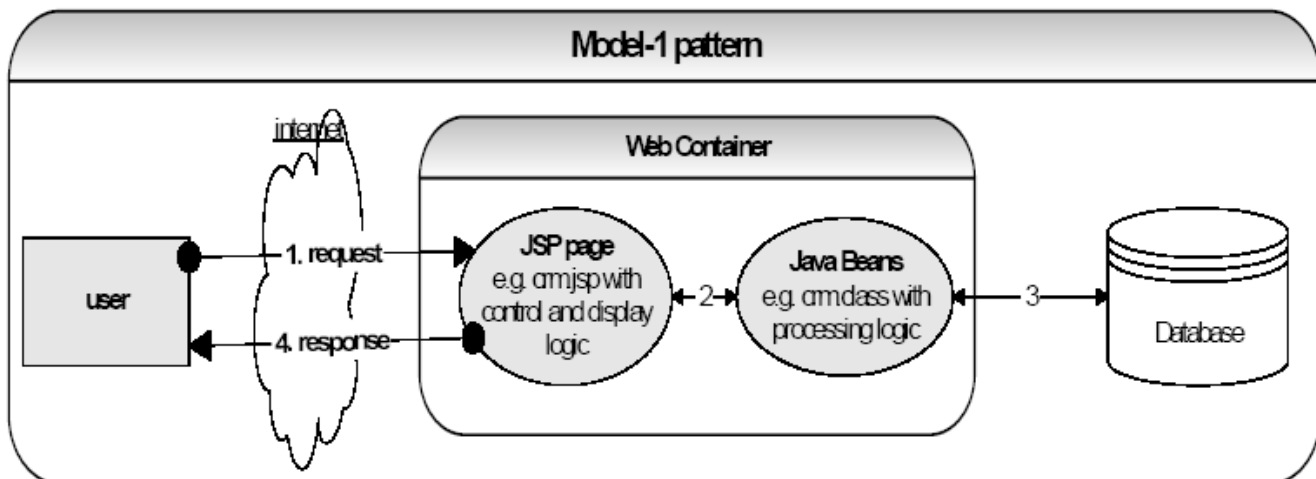 Model-1 pattern
internet
Web Container
user
1. request
4. response
JSP page
e.g. crm.jsp with
control and display
logic
2
Java Beans
e.g. crm.class with
processing logic
3
Database